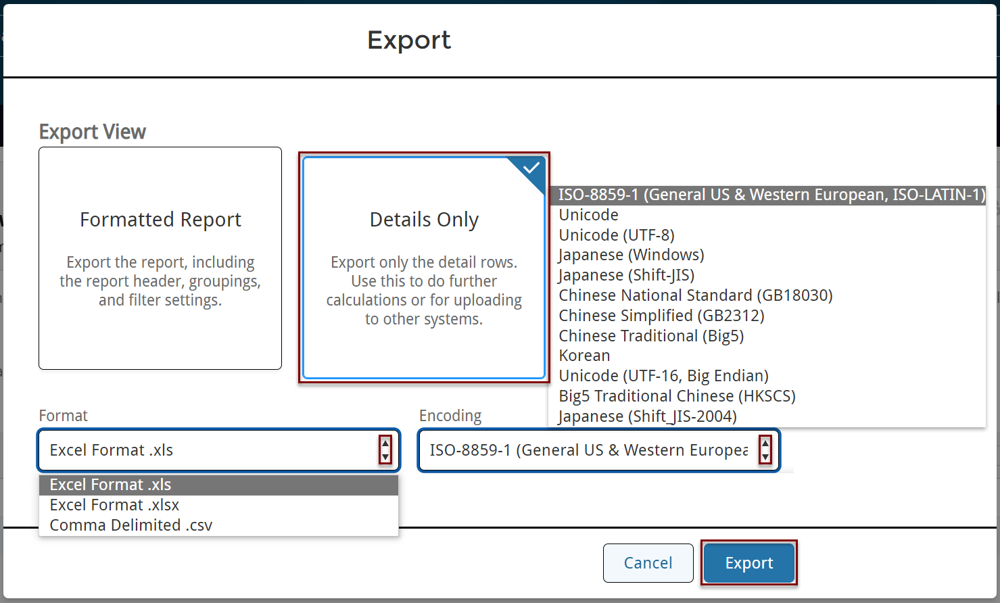 Export
Export View
Formatted Report
Export the report, including
the report header, groupings,
and filter settings.
Details Only
Export only the detail rows.
Use this to do further
calculations or for uploading
to other systems.
ISO-8859-1 (General US & Western European, ISO-LATIN-1)
Unicode
Unicode (UTF-8)
Japanese (Windows)
Japanese (Shift-JIS)
Chinese National Standard (GB18030)
Chinese Simplified (GB2312)
Chinese Traditional (Big5)
Korean
Unicode (UTF-16, Big Endian)
Big5 Traditional Chinese (HKSCS)
Japanese (Shift_JIS-2004)
Format
Excel Format .xls
Excel Format .xls
Excel Format .xlsx
Comma Delimited .csv
Encoding
ISO-8859-1 (General US & Western Europea
Cancel
Export